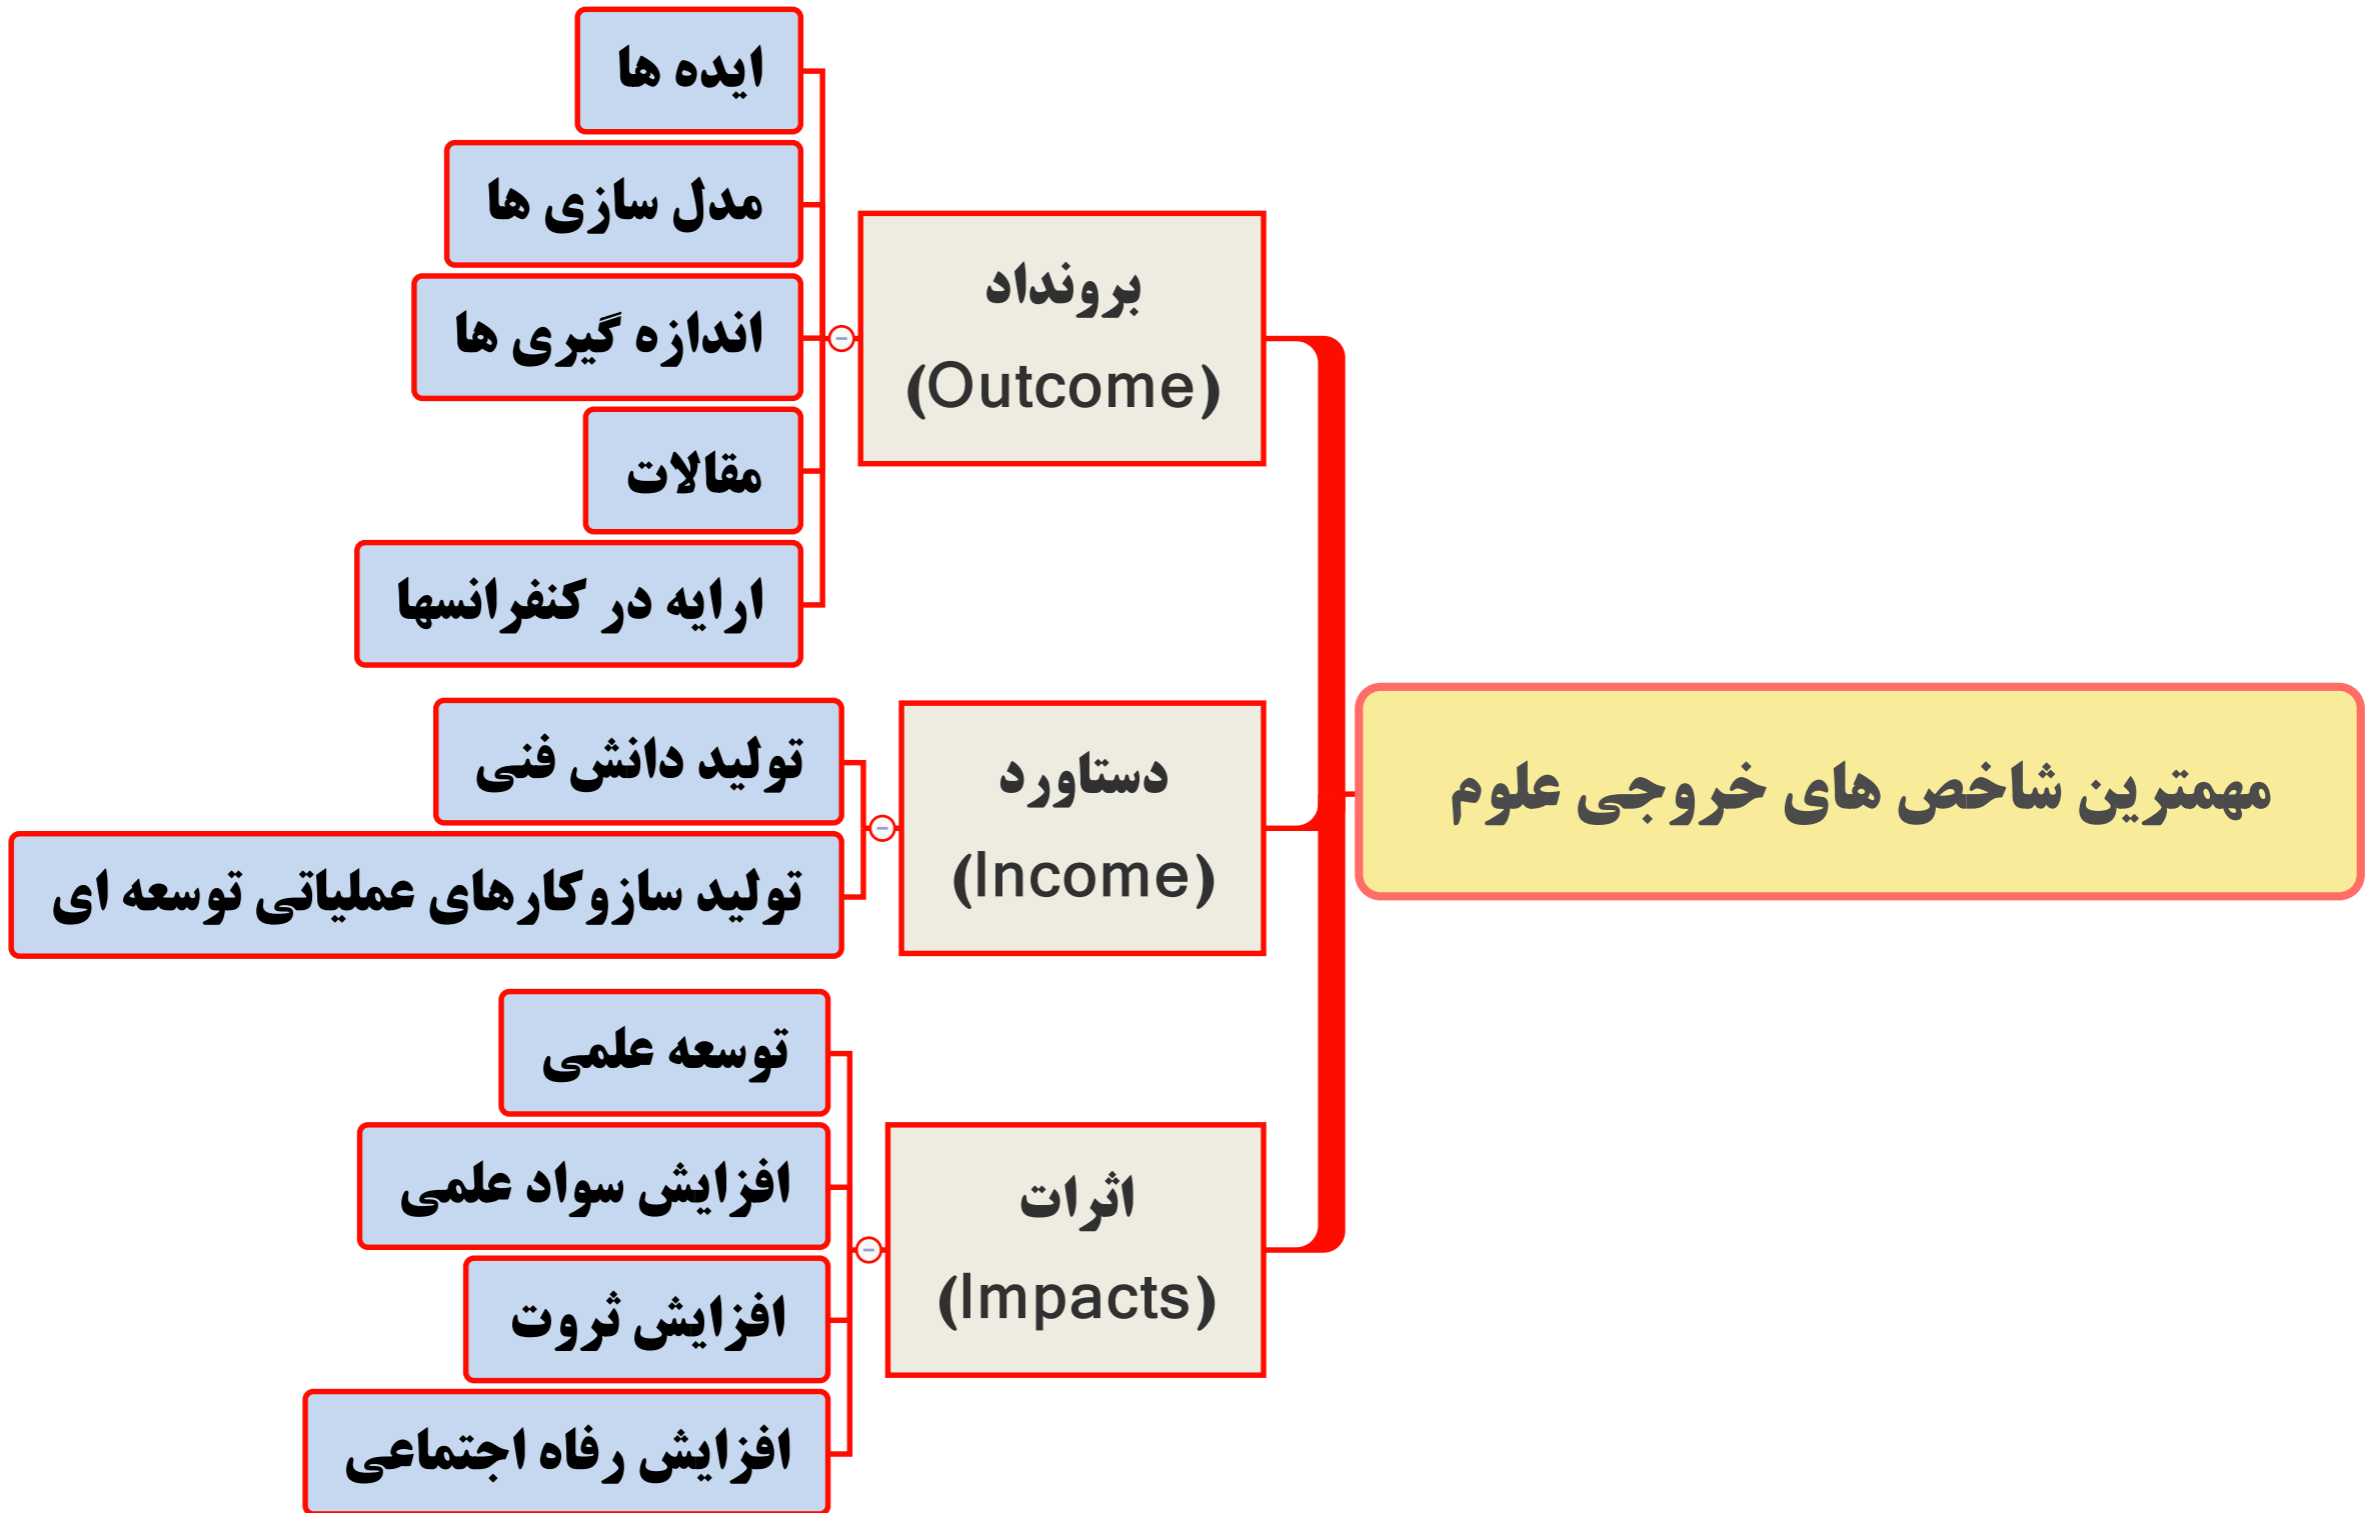 مهمترین شاخص های خروجی علوم
برونداد
(Outcome)
ایده ها
مدل سازی ها
اندازه گیری ها
مقالات
ارایه در کنفرانسها
دستاورد
(Income)
تولید دانش فنی
تولید سازوکارهای عملیاتی توسعه ای
اثرات
(Impacts)
توسعه علمی
افزایش سواد علمی
افزایش ثروت
افزایش رفاه اجتماعی